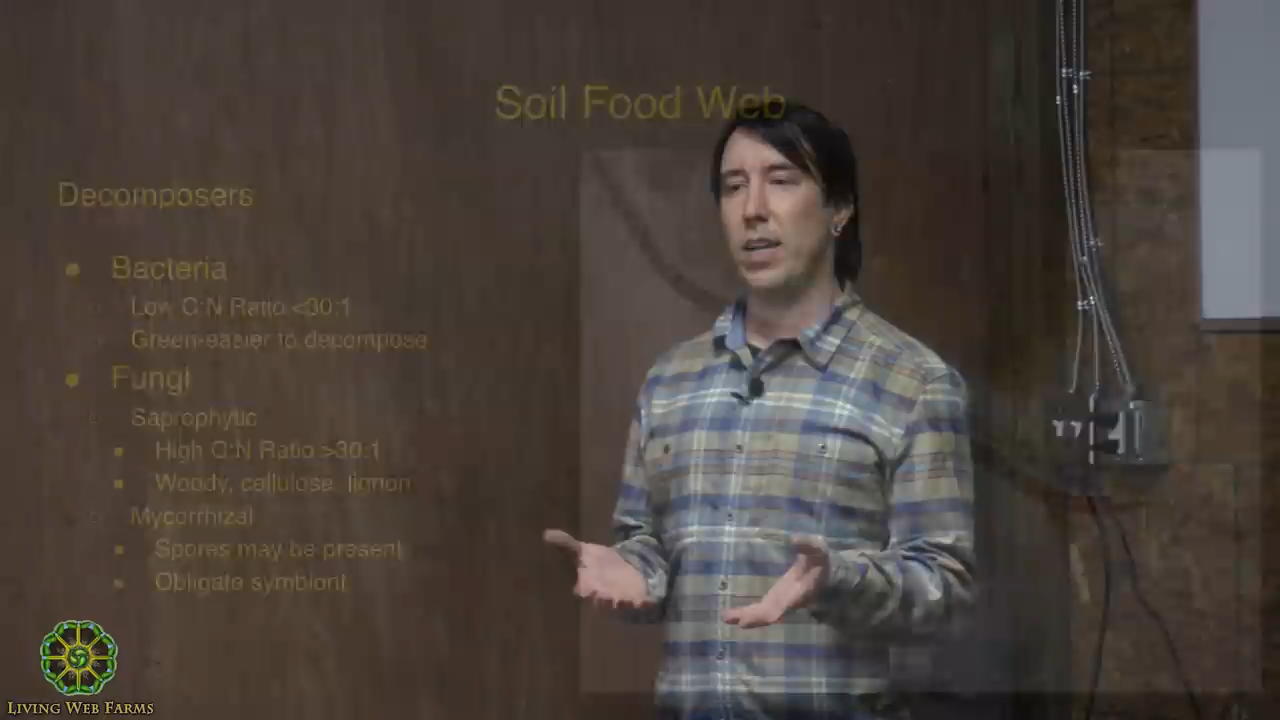 Soil Food Web
Decomposers
Bacteria
Low C:N Ratio <30:1
Green-easier to decompose
Fungi
Saprophytic
High C:N Ratio >30:1
Woody, cellulose, lignon
Mycorrhizal
Spores may be present
Obligate symbiont
LIVING WEB FARMS